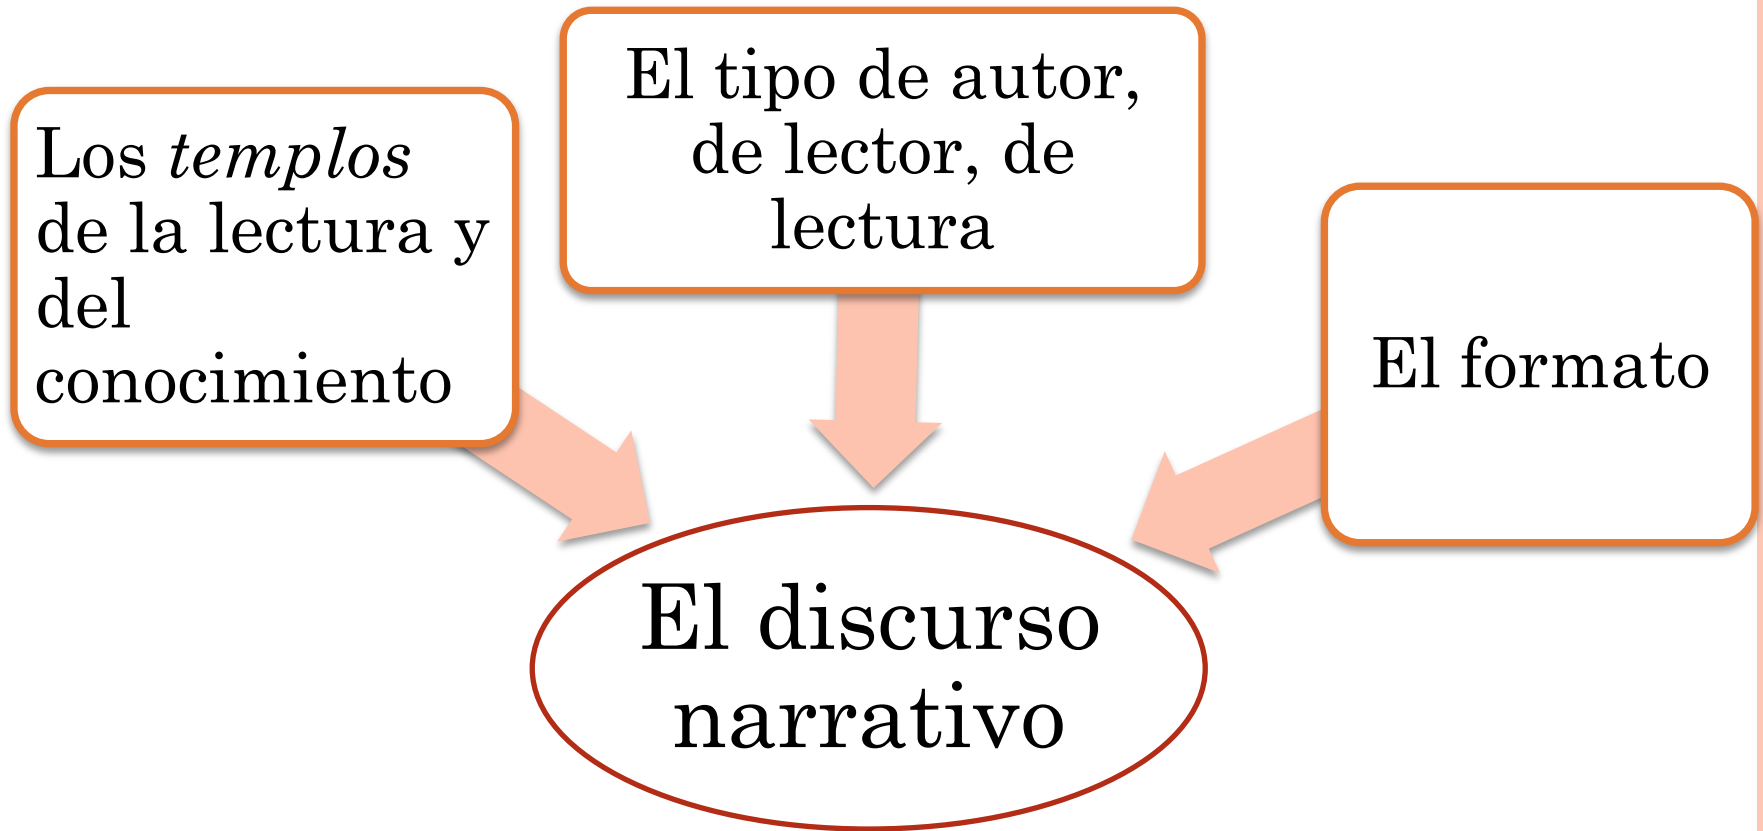 Los templos
de la lectura y
del
conocimiento
El tipo de autor,
de lector, de
lectura
El formato
El discurso
narrativo